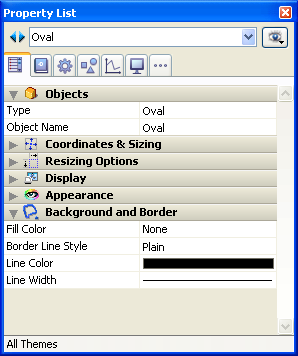 Property List
Oval
Objects
Type Oval
Object Name Oval
Coordinates & Sizing
Resizing Options
Display
Appearance
Background and Border
Fill Color None
Border Line Style Plain
Line Color
Line Width
All Themes